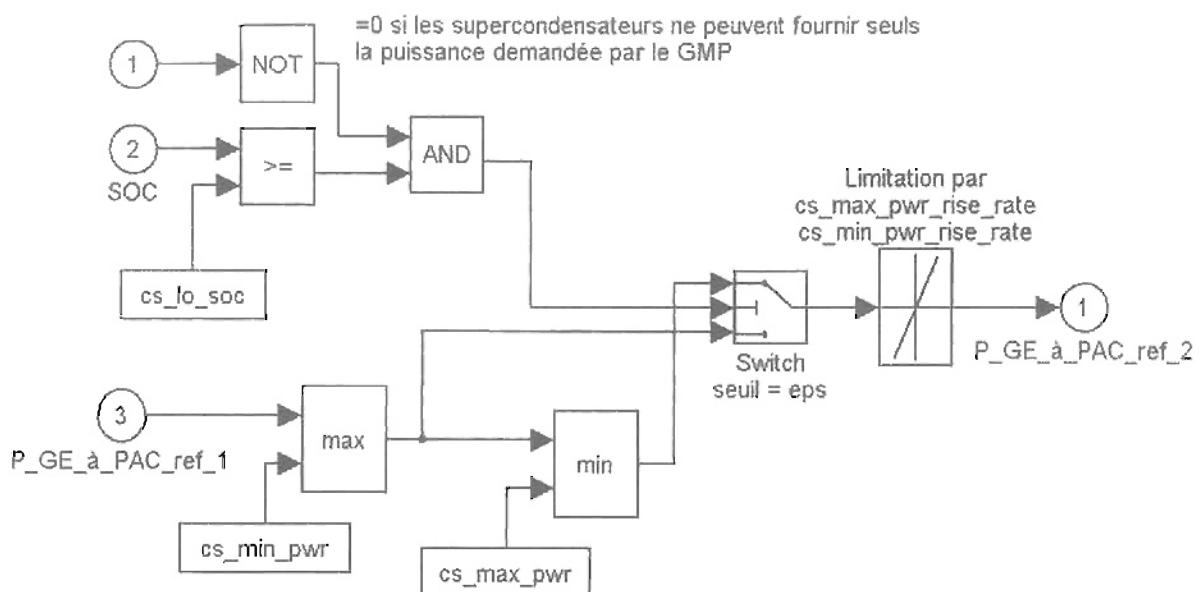 =0 si les supercondensateurs ne peuvent fournir seuls
la puissance demandée par le GMP
1
NOT
2
SOC
>=
AND
cs_lo_soc
Limitation par
cs_max_pwr_rise_rate
cs_min_pwr_rise_rate
1
P_GE_à_PAC_ref_2
Switch
seuil = eps
3
P_GE_à_PAC_ref_1
max
min
cs_min_pwr
cs_max_pwr